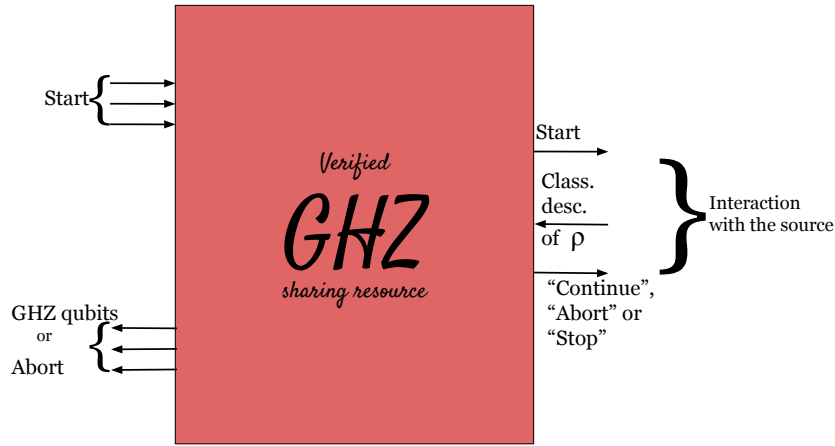 Start
Verified
GHZ
sharing resource
GHZ qubits
or
Abort
Start
Class.
desc.
of ρ
“Continue”,
“Abort” or
“Stop”
Interaction
with the source